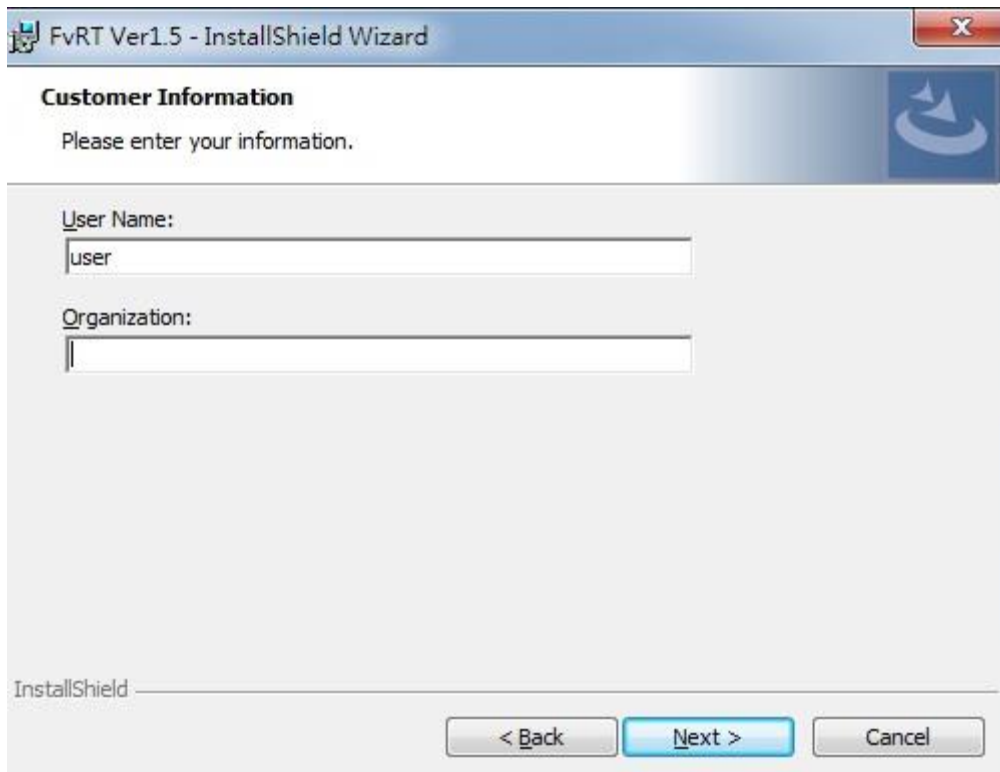 FvRT Ver1.5 - InstallShield Wizard
Customer Information
Please enter your information.
User Name:
user
Organization:
InstallShield
< Back Next > Cancel